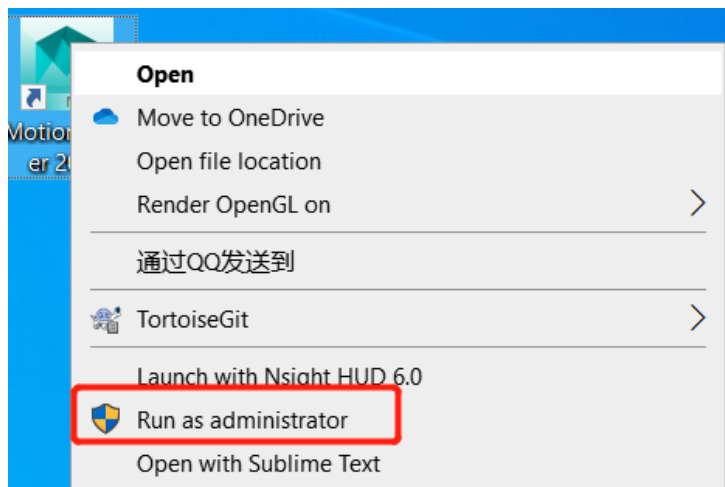 Open
Move to OneDrive
Motion
Open file location
er 20
Render OpenGL on
通过QQ发送到
TortoiseGit
Launch with Nsight HUD 6.0
Run as administrator
Open with Sublime Text